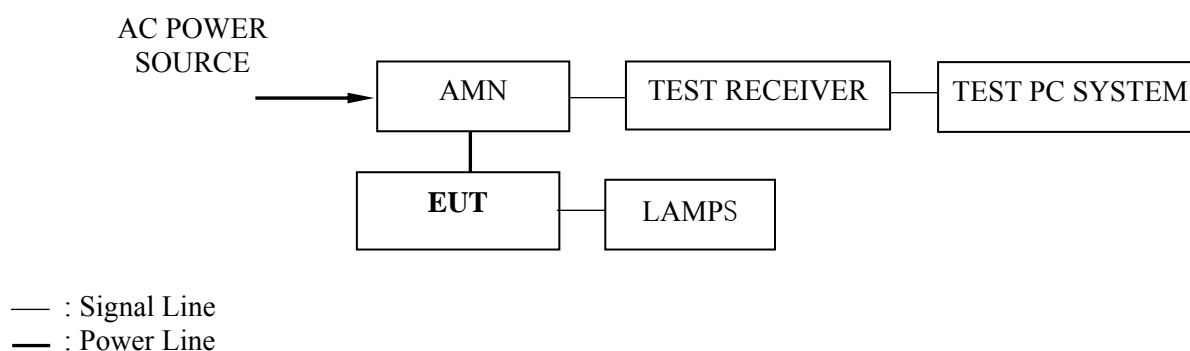 AC POWER
SOURCE
AMN
TEST RECEIVER
TEST PC SYSTEM
EUT
LAMPS
: Signal Line
: Power Line